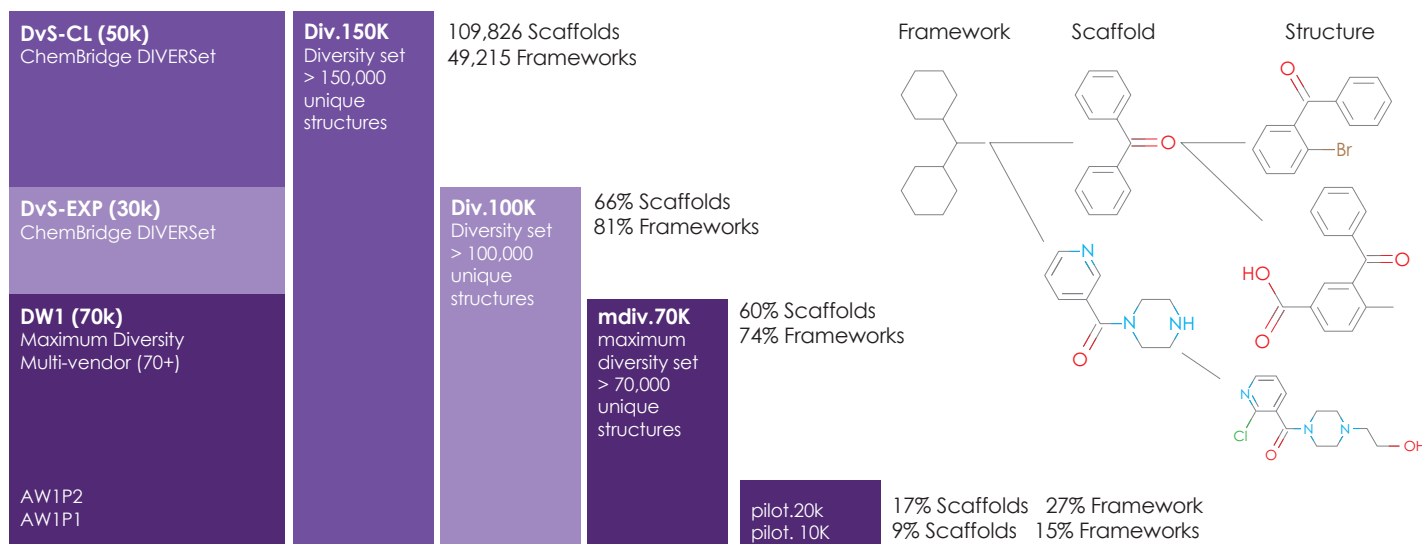 DvS-CL (50k)
ChemBridge DIVERSet
DvS-EXP (30k)
ChemBridge DIVERSet
DW1 (70k)
Maximum Diversity
Multi-vendor (70+)
AW1P2
AW1P1
Div.150K
Diversity set
> 150,000
unique
structures
109,826 Scaffolds
49,215 Frameworks
Div.100K
Diversity set
> 100,000
unique
structures
66% Scaffolds
81% Frameworks
mdiv.70K
maximum
diversity set
> 70,000
unique
structures
60% Scaffolds
74% Frameworks
pilot.20k
pilot. 10K
17% Scaffolds 27% Framework
9% Scaffolds 15% Frameworks
Framework Scaffold Structure
O
O
Br
N
N
NH
O
HO
O
O
N
Cl
O
N
N
OH